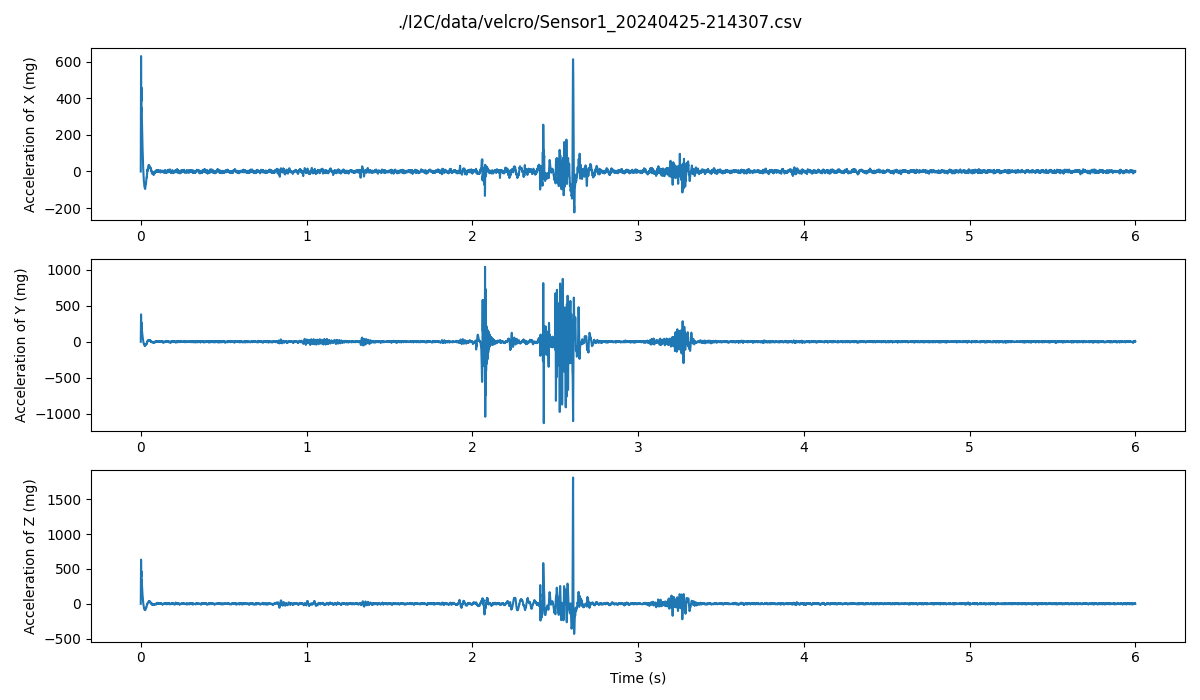 ./I2C/data/velcro/Sensor1_20240425-214307.csv
Acceleration of X (mg)
600
400
200
0
−200
0 1 2 3 4 5 6
Acceleration of Y (mg)
1000
500
0
−500
−1000
0 1 2 3 4 5 6
Acceleration of Z (mg)
1500
1000
500
0
−500
0 1 2 3 4 5 6
Time (s)